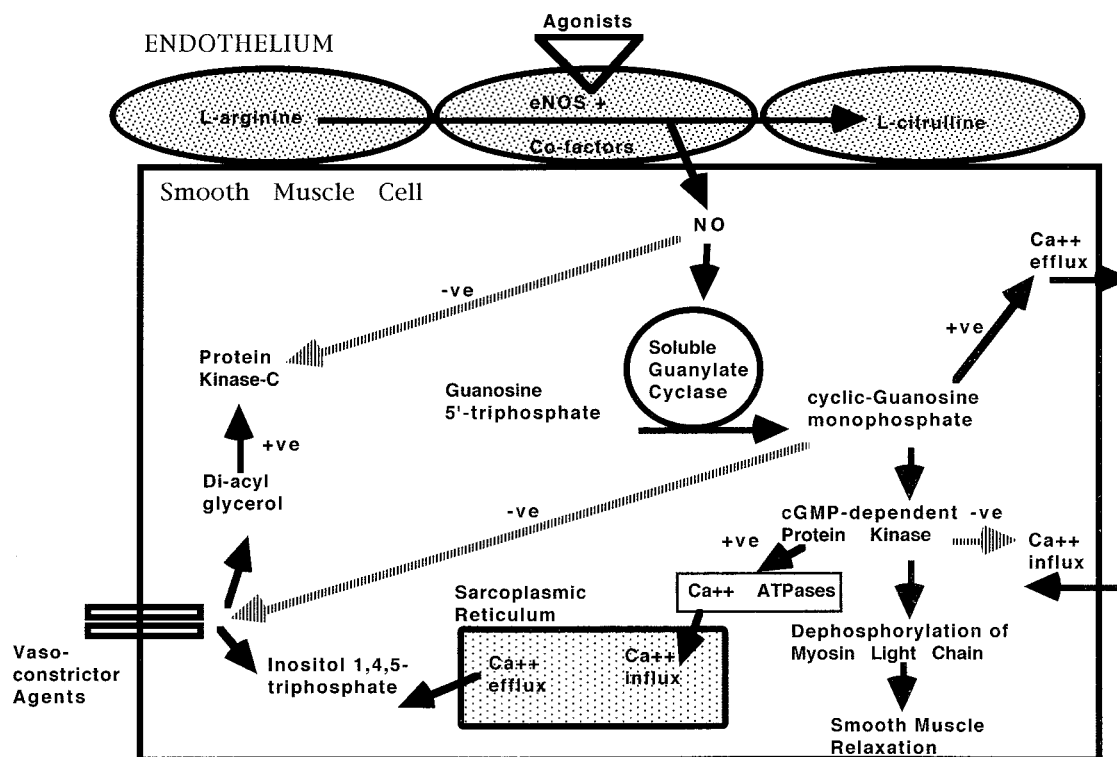 Agonists
ENDOTHELIUM
eNOS +
L-arginine
L-citrulline
Co-factors
Smooth Muscle Cell
NO
Ca++
efflux
-ve
+ve
Protein
Kinase-C
Soluble
Guanylate
Cyclase
Guanosine
5'-triphosphate
cyclic-Guanosine
monophosphate
+ve
Di-acyl
glycerol
-ve
cGMP-dependent -ve
Protein Kinase
+ve
Ca++
influx
Ca++ ATPases
Sarcoplasmic
Reticulum
Dephosphorylation of
Myosin Light Chain
Vaso-
constrictor
Agents
Inositol 1,4,5-
triphosphate
Ca++
efflux
Ca++
influx
Smooth Muscle
Relaxation